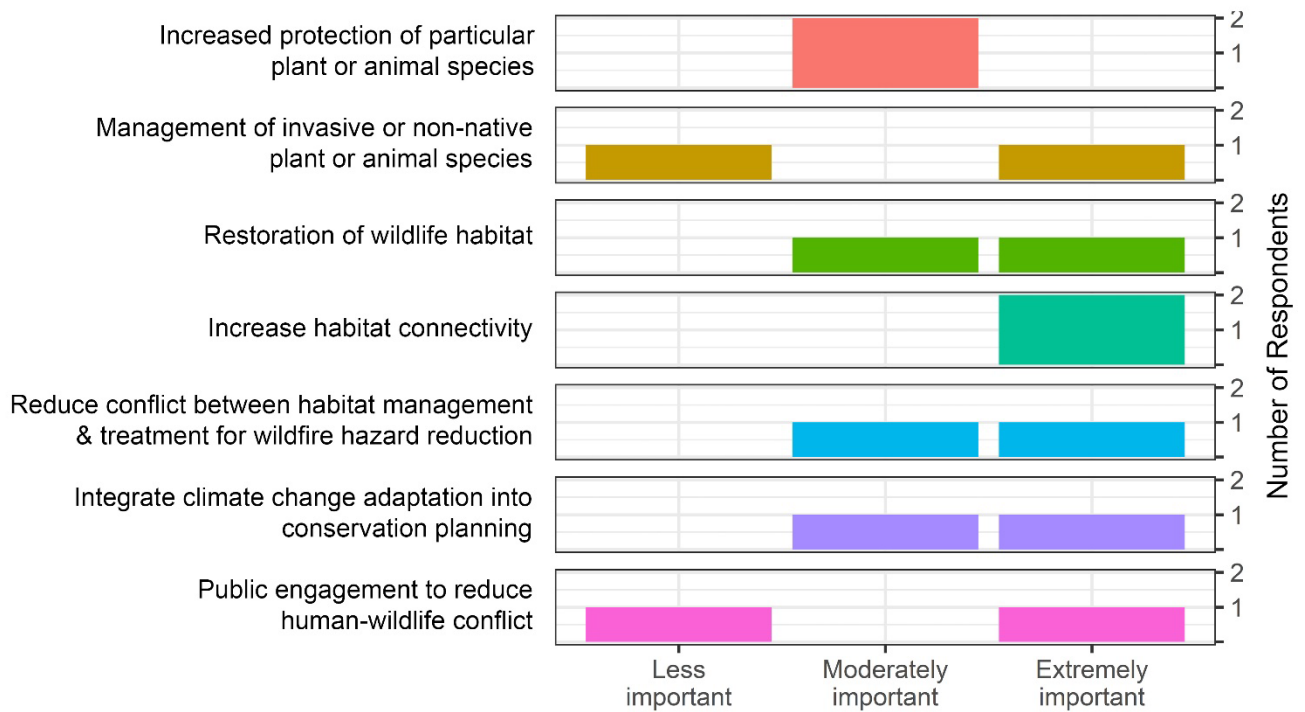 Increased protection of particular
plant or animal species
2
1
Management of invasive or non-native
plant or animal species
2
1
Restoration of wildlife habitat
2
1
Increase habitat connectivity
2
1
Reduce conflict between habitat management
& treatment for wildfire hazard reduction
2
1
Integrate climate change adaptation into
conservation planning
2
1
Public engagement to reduce
human-wildlife conflict
2
1
Number of Respondents
Less
important
Moderately
important
Extremely
important